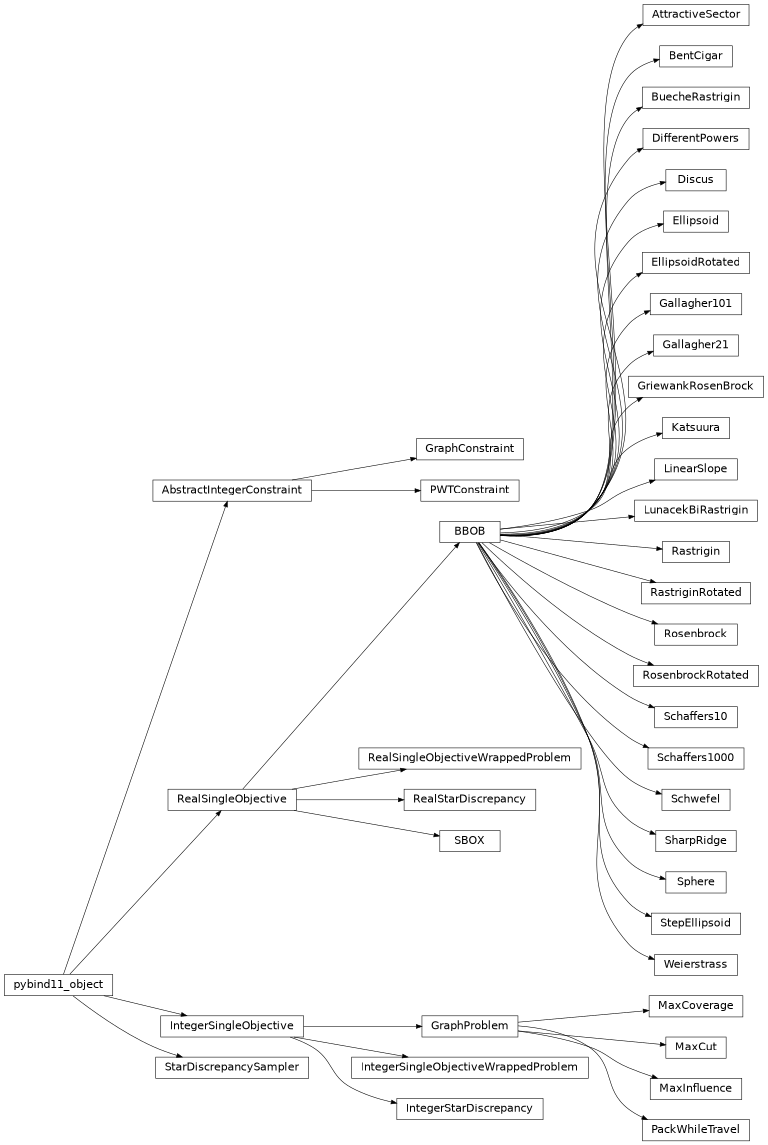 AttractiveSector
BentCigar
BuecheRastrigin
DifferentPowers
Discus
Ellipsoid
EllipsoidRotated
Gallagher101
Gallagher21
GriewankRosenBrock
Katsuura
GraphConstraint
LinearSlope
AbstractIntegerConstraint
PWTConstraint
LunacekBiRastrigin
BBOB
Rastrigin
RastriginRotated
Rosenbrock
RosenbrockRotated
Schaffers10
RealSingleObjectiveWrappedProblem
Schaffers1000
RealSingleObjective
RealStarDiscrepancy
Schwefel
SBOX
SharpRidge
Sphere
StepEllipsoid
Weierstrass
pybind11_object
MaxCoverage
IntegerSingleObjective
GraphProblem
MaxCut
StarDiscrepancySampler
IntegerSingleObjectiveWrappedProblem
MaxInfluence
IntegerStarDiscrepancy
PackWhileTravel